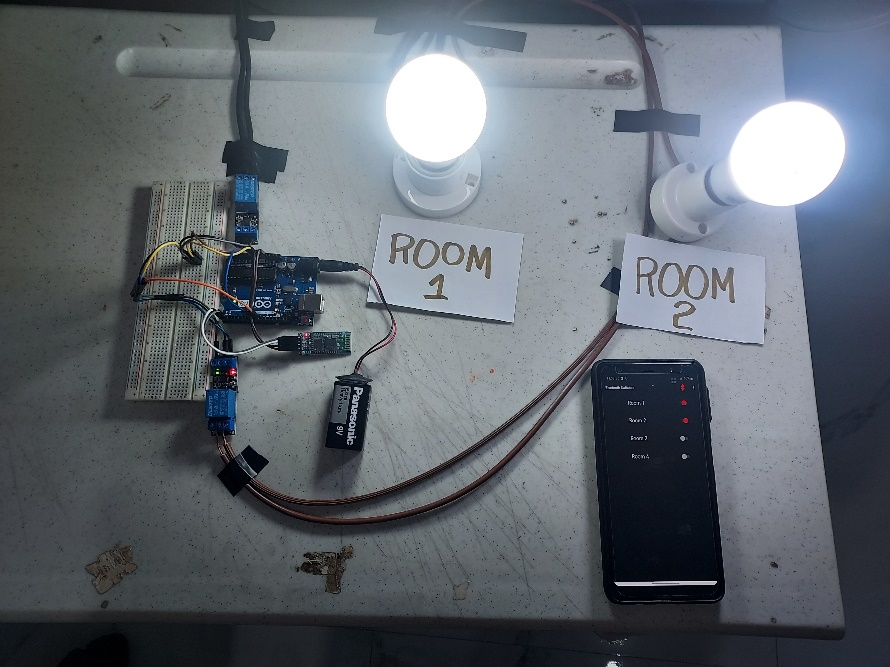 ROOM
1
ROOM
2
Panasonic
9V
Room 1
Room 2
Room 3
Room 4